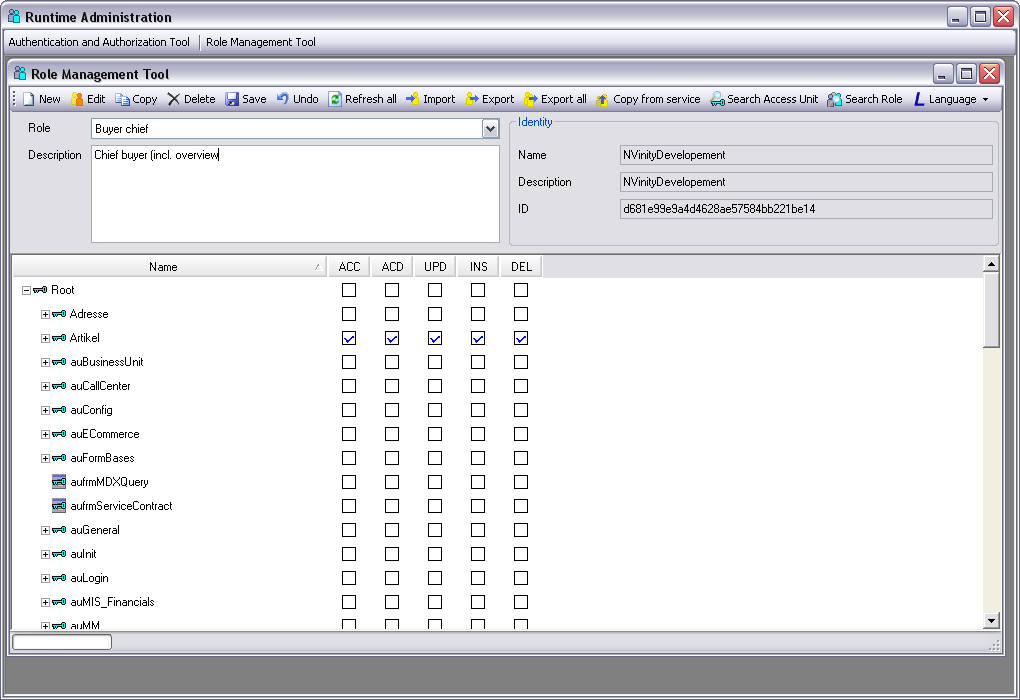 Runtime Administration
Authentication and Authorization Tool Role Management Tool
Role Management Tool
New Edit Copy Delete Save Undo Refresh all Import Export Export all Copy from service Search Access Unit Search Role L Language
Role Buyer chief
Description Chief buyer (incl. overview
Identity
Name NVinityDevelopement
Description NVinityDevelopement
ID d681e99e9a4d4628ae57584bb221be14
Name ACC ACD UPD INS DEL
Root
Adresse
Artikel
auBusinessUnit
auCallCenter
auConfig
auECommerce
auFormBases
aufrmMDXQuery
aufrmServiceContract
auGeneral
auInit
auLogin
auMIS_Financials
auMM